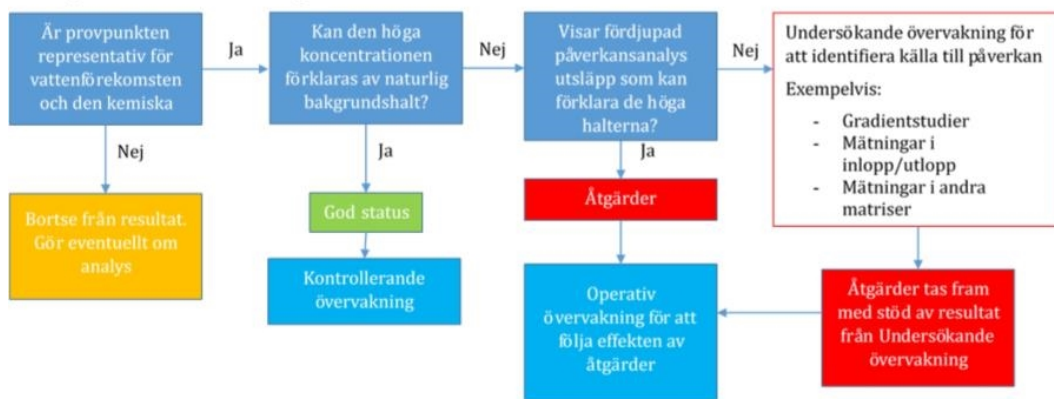 Är provpunkten
representativ för
vattenförekomsten
och den kemiska
Ja
Kan den höga
koncentrationen
förklaras av naturlig
bakgrundshalt?
Nej
Visar fördjupad
påverkansanalys
utsläpp som kan
förklara de höga
halterna?
Nej
Undersökande övervakning för
att identifiera källa till påverkan
Exempelvis:
- Gradientstudier
- Mätningar i
inlopp/utlopp
- Mätningar i andra
matriser
Nej
Ja
Ja
Bortse från resultat.
Gör eventuellt om
analys
God status
Åtgärder
Kontrollerande
övervakning
Operativ
övervakning för att
följa effekten av
åtgärder
Åtgärder tas fram
med stöd av resultat
från Undersökande
övervakning